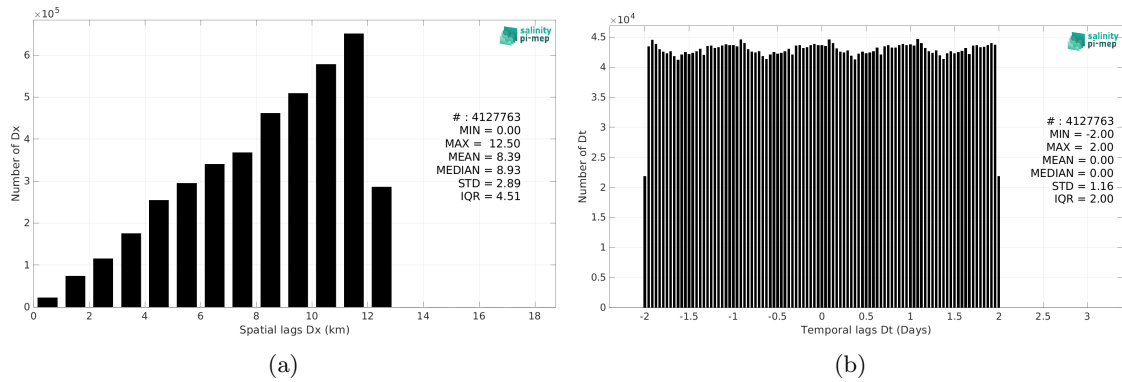 ×10⁵
6
5
4
3
2
1
0
Number of Dx
0 2 4 6 8 10 12 14 16 18
Spatial lags Dx (km)
salinity
pi-mep
# : 4127763
MIN = 0.00
MAX = 12.50
MEAN = 8.39
MEDIAN = 8.93
STD = 2.89
IQR = 4.51
(a)
×10⁴
4.5
4
3.5
3
2.5
2
1.5
1
0.5
0
Number of Dt
-2 -1.5 -1 -0.5 0 0.5 1 1.5 2 2.5 3
Temporal lags Dt (Days)
salinity
pi-mep
# : 4127763
MIN = -2.00
MAX = 2.00
MEAN = 0.00
MEDIAN = 0.00
STD = 1.16
IQR = 2.00
(b)